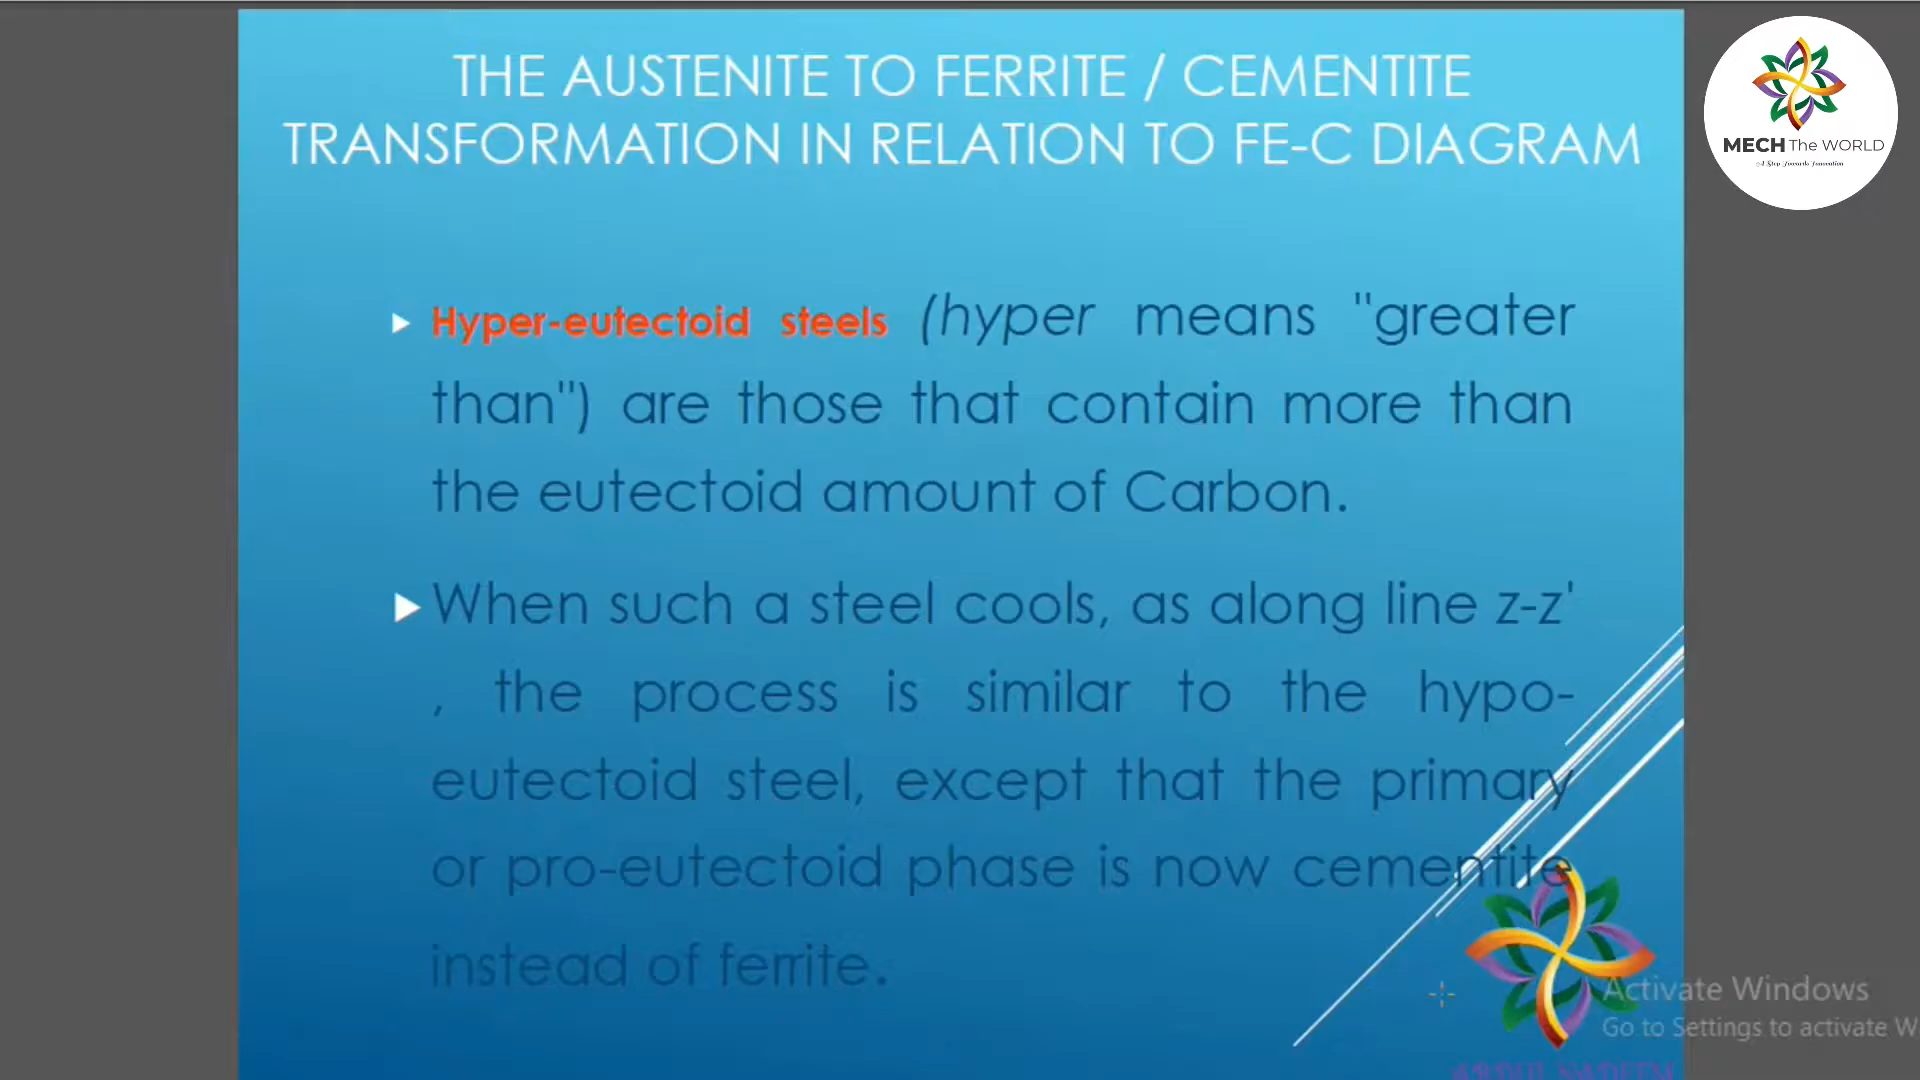 THE AUSTENITE TO FERRITE / CEMENTITE
TRANSFORMATION IN RELATION TO FE-C DIAGRAM
MECH The WORLD
A Step Towards Innovation
Hyper-eutectoid steels (hyper means "greater
than") are those that contain more than
the eutectoid amount of Carbon.
When such a steel cools, as along line z-z'
, the process is similar to the hypo-
eutectoid steel, except that the primary
or pro-eutectoid phase is now cementite
instead of ferrite.
Activate Windows
Go to Settings to activate W